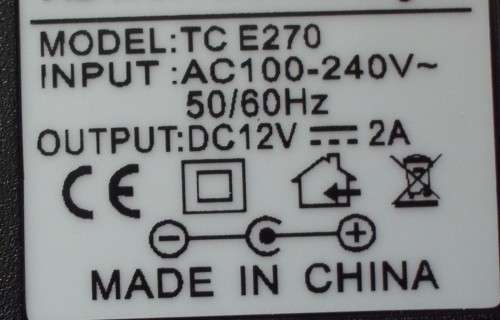 MODEL:TC E270
INPUT :AC100-240V~
50/60Hz
OUTPUT:DC12V ⎓ 2A
CE
MADE IN CHINA